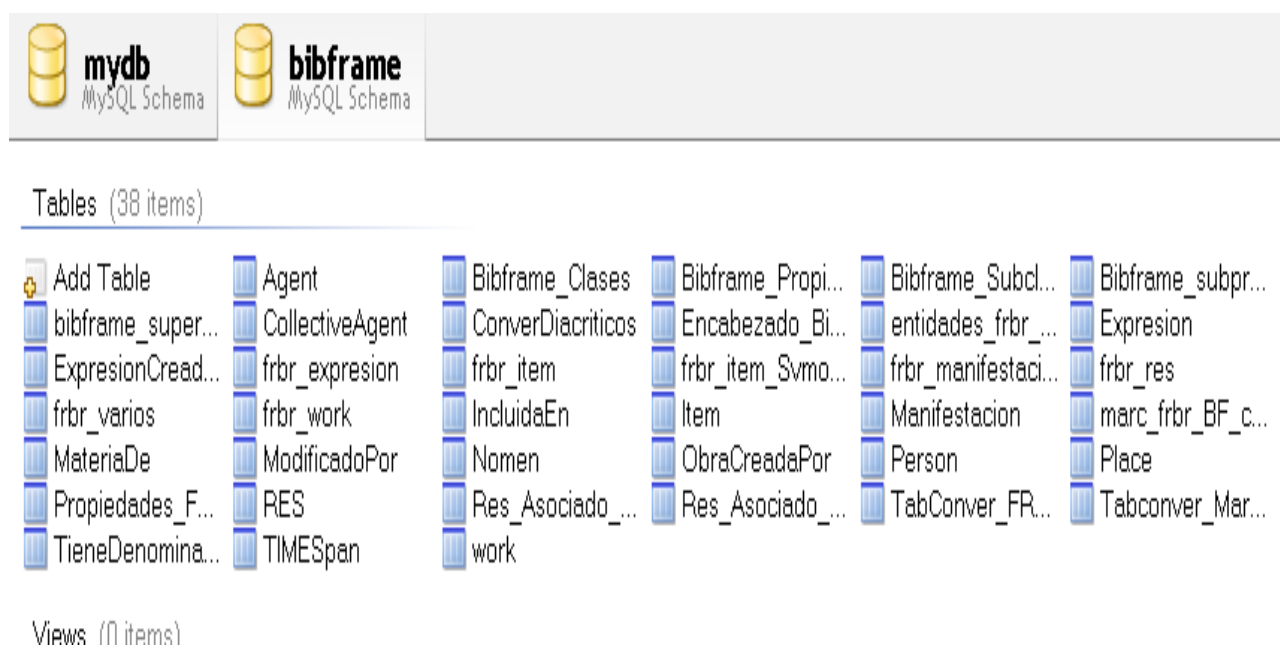 mydb bibframe
MySQL Schema MySQL Schema
Tables (38 items)
Add Table Agent Bibframe_Clases Bibframe_Propi... Bibframe_Subcl... Bibframe_subpr...
bibframe_super... CollectiveAgent ConverDiacriticos Encabezado_Bi... entidades_frbr_... Expresion
ExpresionCread... frbr_expresion frbr_item frbr_item_Svmo... frbr_manifestaci... frbr_res
frbr_varios frbr_work IncluidaEn Item Manifestacion marc_frbr_BF_c...
MateriaDe ModificadoPor Nomen ObraCreadaPor Person Place
Propiedades_F... RES Res_Asociado_... Res_Asociado_... TabConver_FR... Tabconver_Mar...
TieneDenomina... TIMESpan work
Views (0 items)